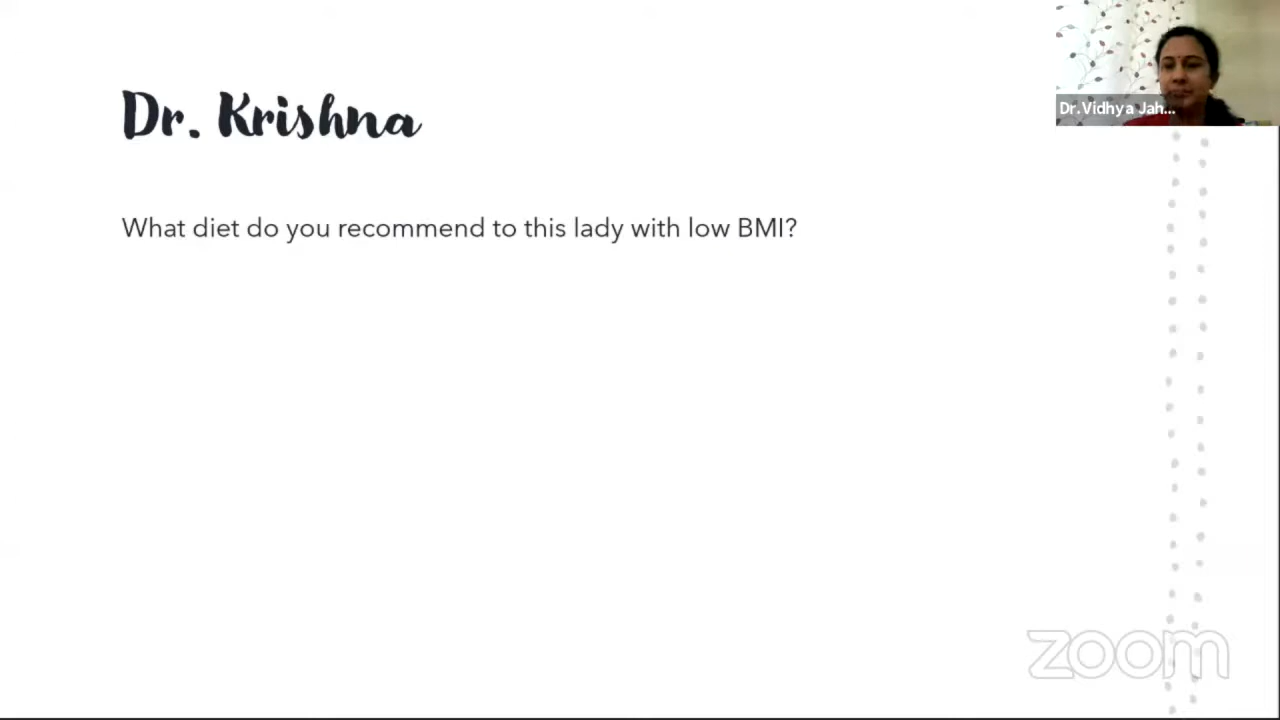 Dr. Krishna
Dr.Vidhya Jah...
What diet do you recommend to this lady with low BMI?
zoom